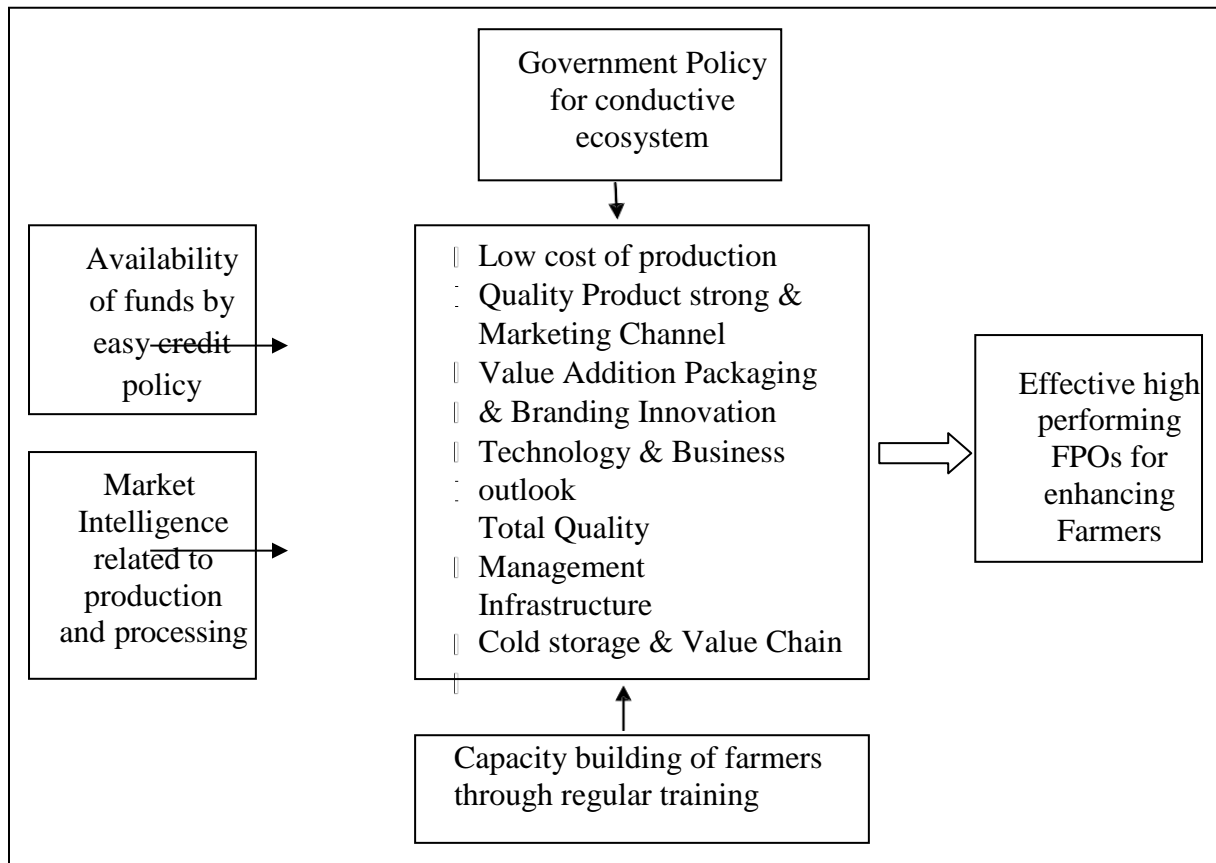 Government Policy
for conductive
ecosystem
Availability
of funds by
easy credit
policy
Market
Intelligence
related to
production
and processing
Low cost of production
Quality Product strong &
Marketing Channel
Value Addition Packaging
& Branding Innovation
Technology & Business
outlook
Total Quality
Management
Infrastructure
Cold storage & Value Chain
Effective high
performing
FPOs for
enhancing
Farmers
Capacity building of farmers
through regular training